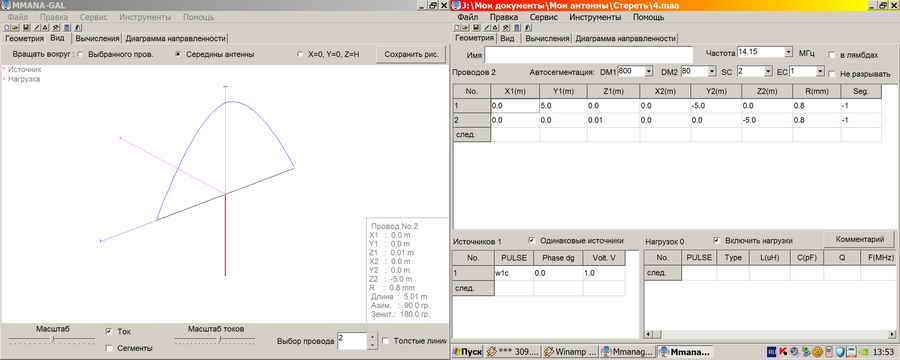 MMANA-GAL
Файл Правка Сервис Инструменты Помощь
Геометрия Вид Вычисления Диаграмма направленности
Вращать вокруг: Выбранного пров. Середины антенны X=0, Y=0, Z=H Сохранить рис.
Источник
Нагрузка
Провод No.2
X1 : 0.0 m
Y1 : 0.0 m
Z1 : 0.01 m
X2 : 0.0 m
Y2 : 0.0 m
Z2 : -5.0 m
R : 0.8 mm
Длина : 5.01 m
Азим. : 90.0 гр.
Зенит.: 180.0 гр.
Масштаб Ток Масштаб токов
Сегменты
Выбор провода 2 Толстые линии
J:\Мои документы\Мои антенны\Стереть\4.maa
Файл Правка Сервис Инструменты Помощь
Геометрия Вид Вычисления Диаграмма направленности
Имя Частота 14.15 МГц в лямбдах
Проводов 2 Автосегментация: DM1 800 DM2 80 SC 2 EC 1 Не разрывать
No. X1(m) Y1(m) Z1(m) X2(m) Y2(m) Z2(m) R(mm) Seg.
1 0.0 5.0 0.0 0.0 -5.0 0.0 0.8 -1
2 0.0 0.0 0.01 0.0 0.0 -5.0 0.8 -1
след.
Источников 1 Одинаковые источники
No. PULSE Phase dg Volt. V
1 w1c 0.0 1.0
след.
Нагрузок 0 Включить нагрузки Комментарий
No. PULSE Type L(uH) C(pF) Q F(MHz)
след.
Пуск *** 309... Winamp ... Mmanag... Mmana... RU 13:53